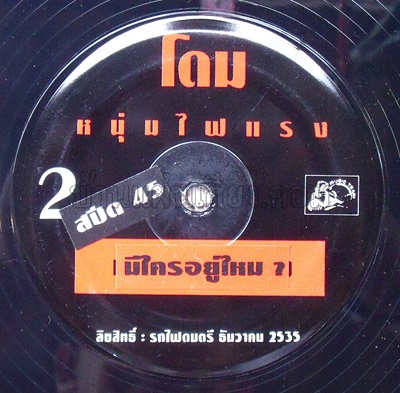 โดม
หนุ่มไฟแรง
2
สปีด 45
มีใครอยู่ไหม ?
ลิขสิทธิ์ : รถไฟดนตรี ธันวาคม 2535